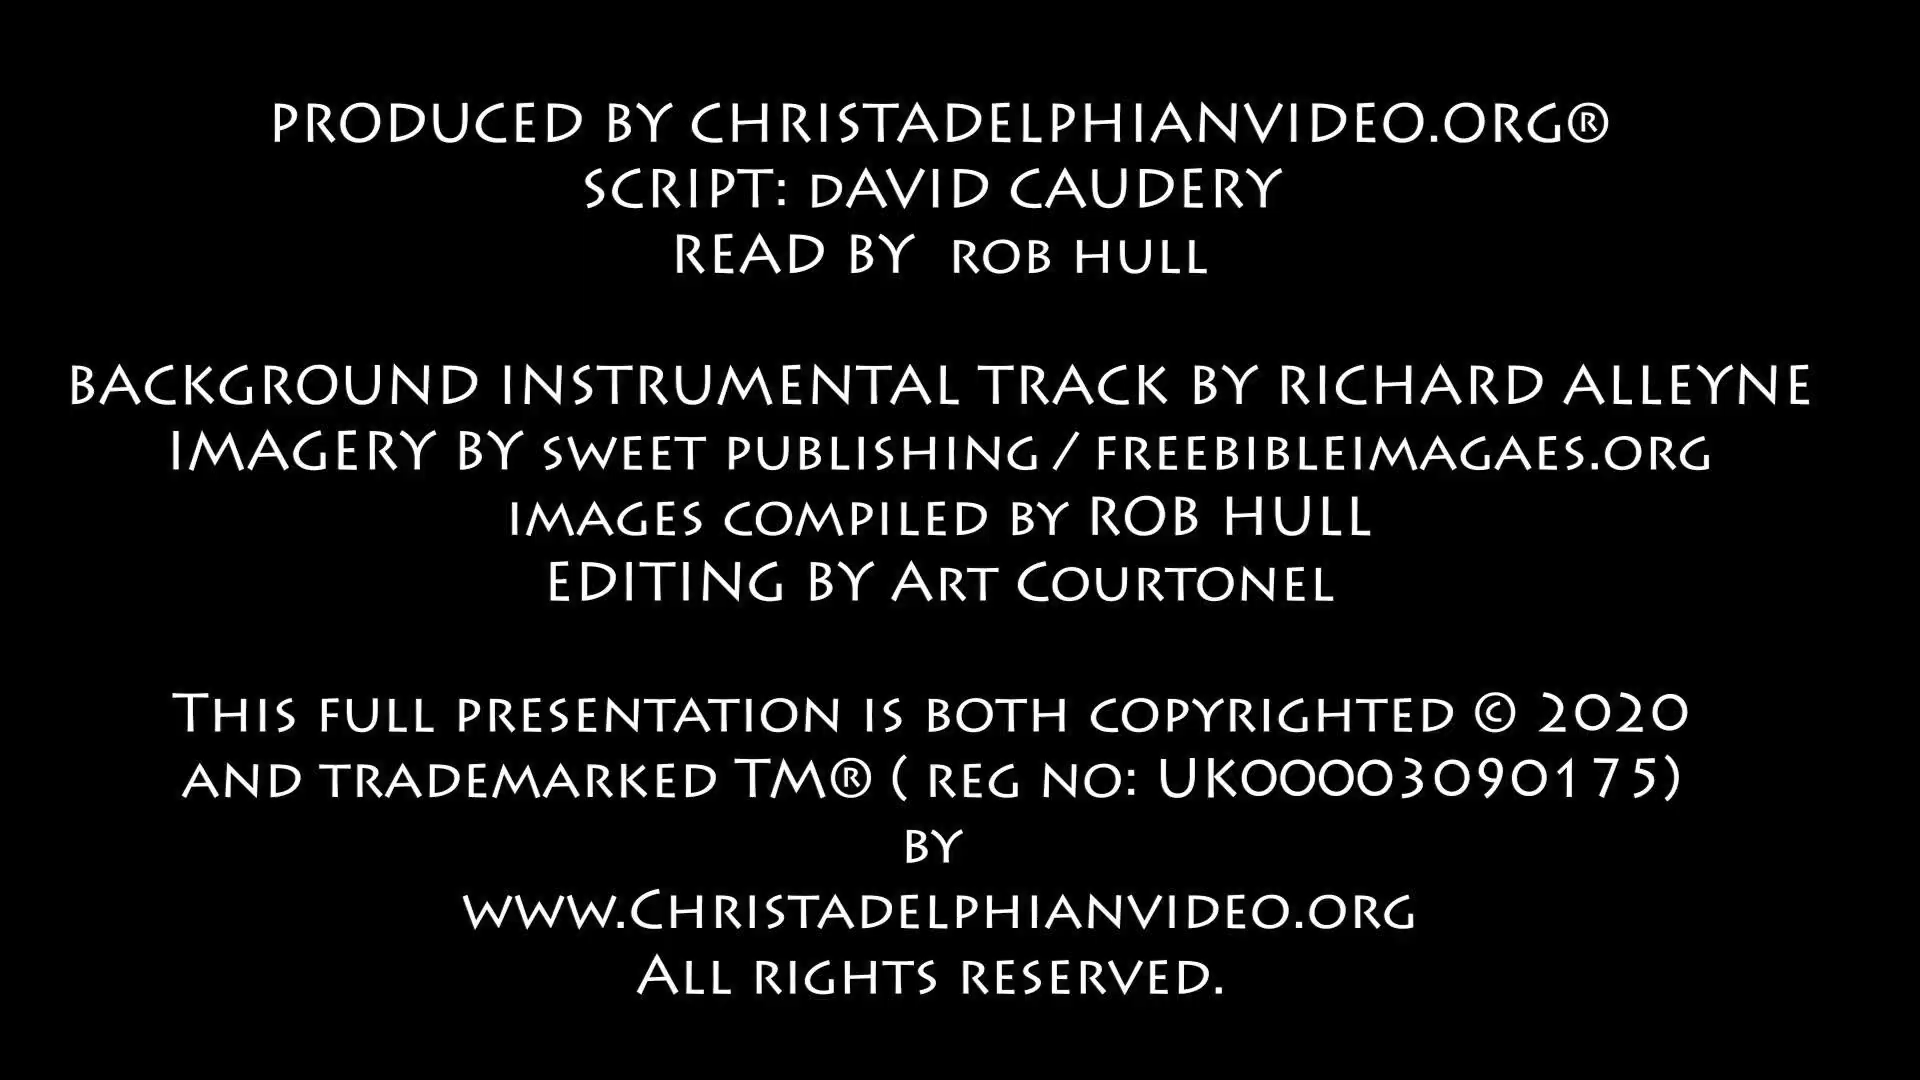 PRODUCED BY CHRISTADELPHIANVIDEO.ORG®
SCRIPT: dAVID CAUDERY
READ BY rob hull
BACKGROUND INSTRUMENTAL TRACK BY RICHARD ALLEYNE
IMAGERY BY sweet publishing / freebibleimagaes.org
images compiled by ROB HULL
EDITING BY Art Courtonel
This full presentation is both copyrighted © 2020
and trademarked TM® ( reg no: UK00003090175)
by
www.Christadelphianvideo.org
All rights reserved.